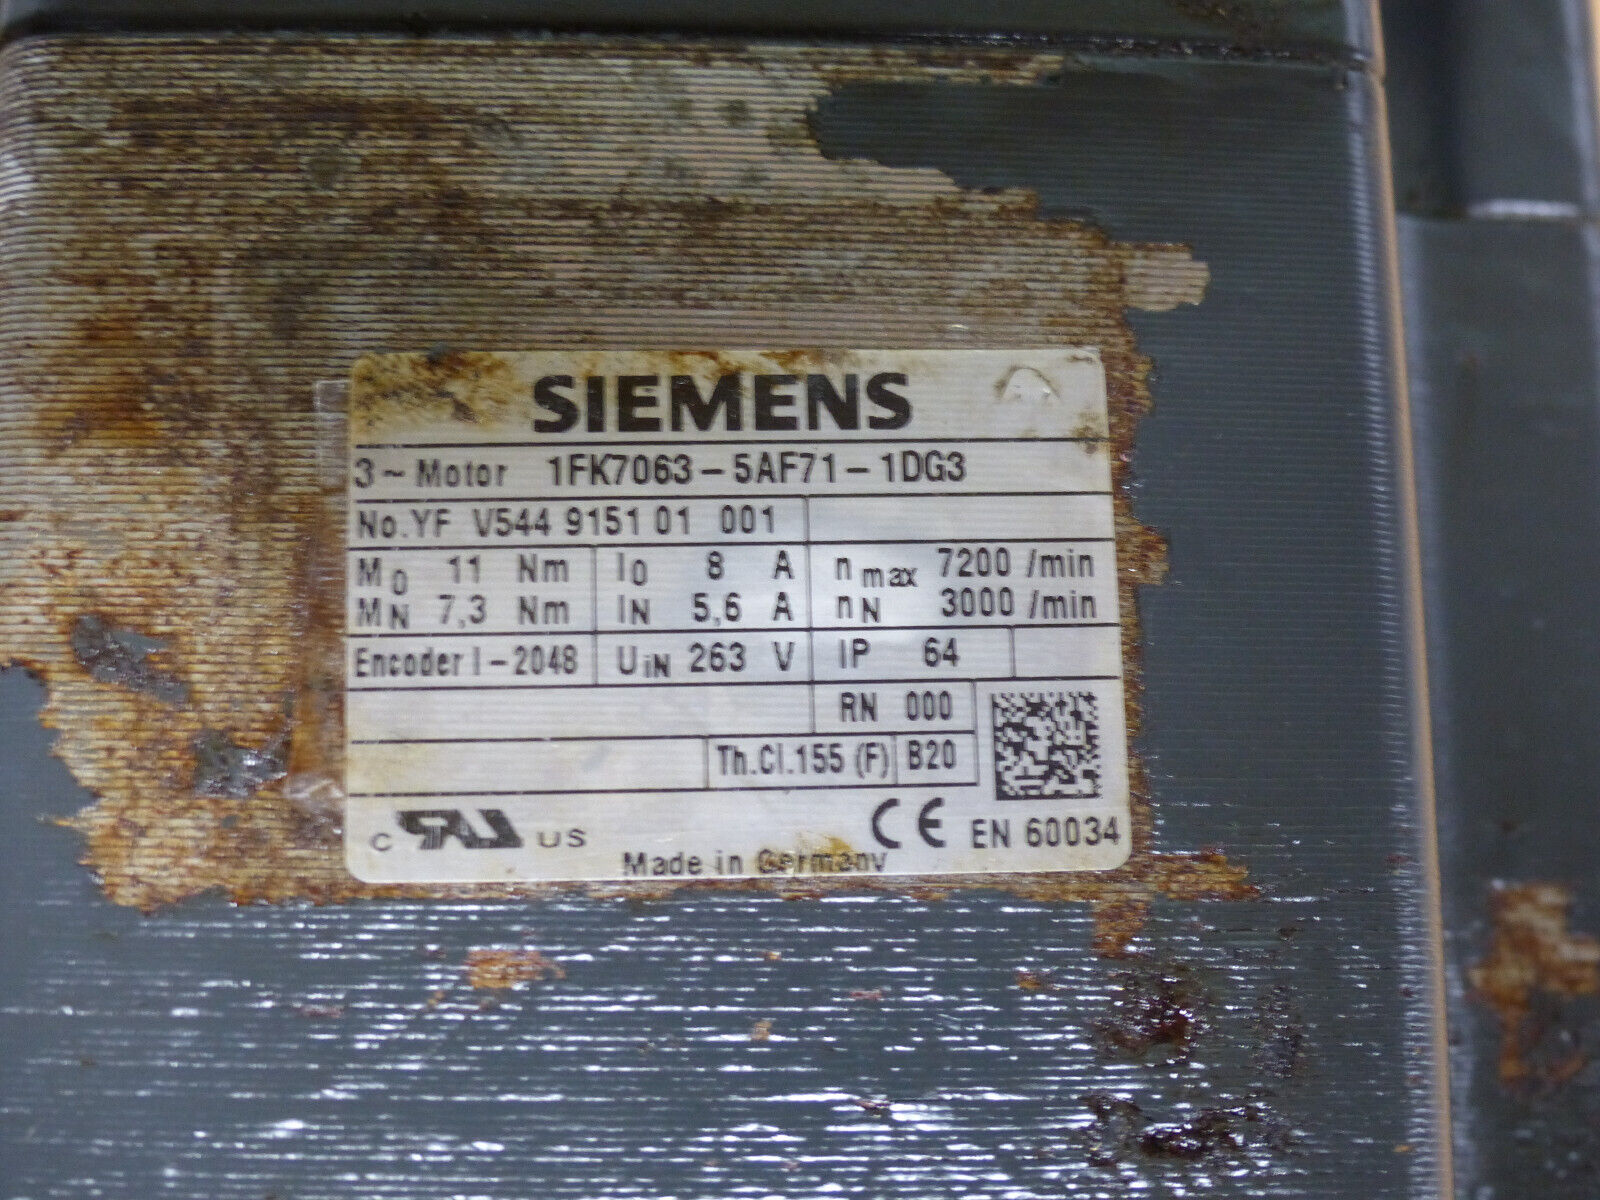 SIEMENS
3~Motor 1FK7063-5AF71-1DG3
No.YF V544 9151 01 001
M0 11 Nm I0 8 A nmax 7200 /min
MN 7,3 Nm IN 5,6 A nN 3000 /min
Encoder I-2048 UiN 263 V IP 64
RN 000
Th.Cl.155 (F) B20
C RU US CE EN 60034
Made in Germany